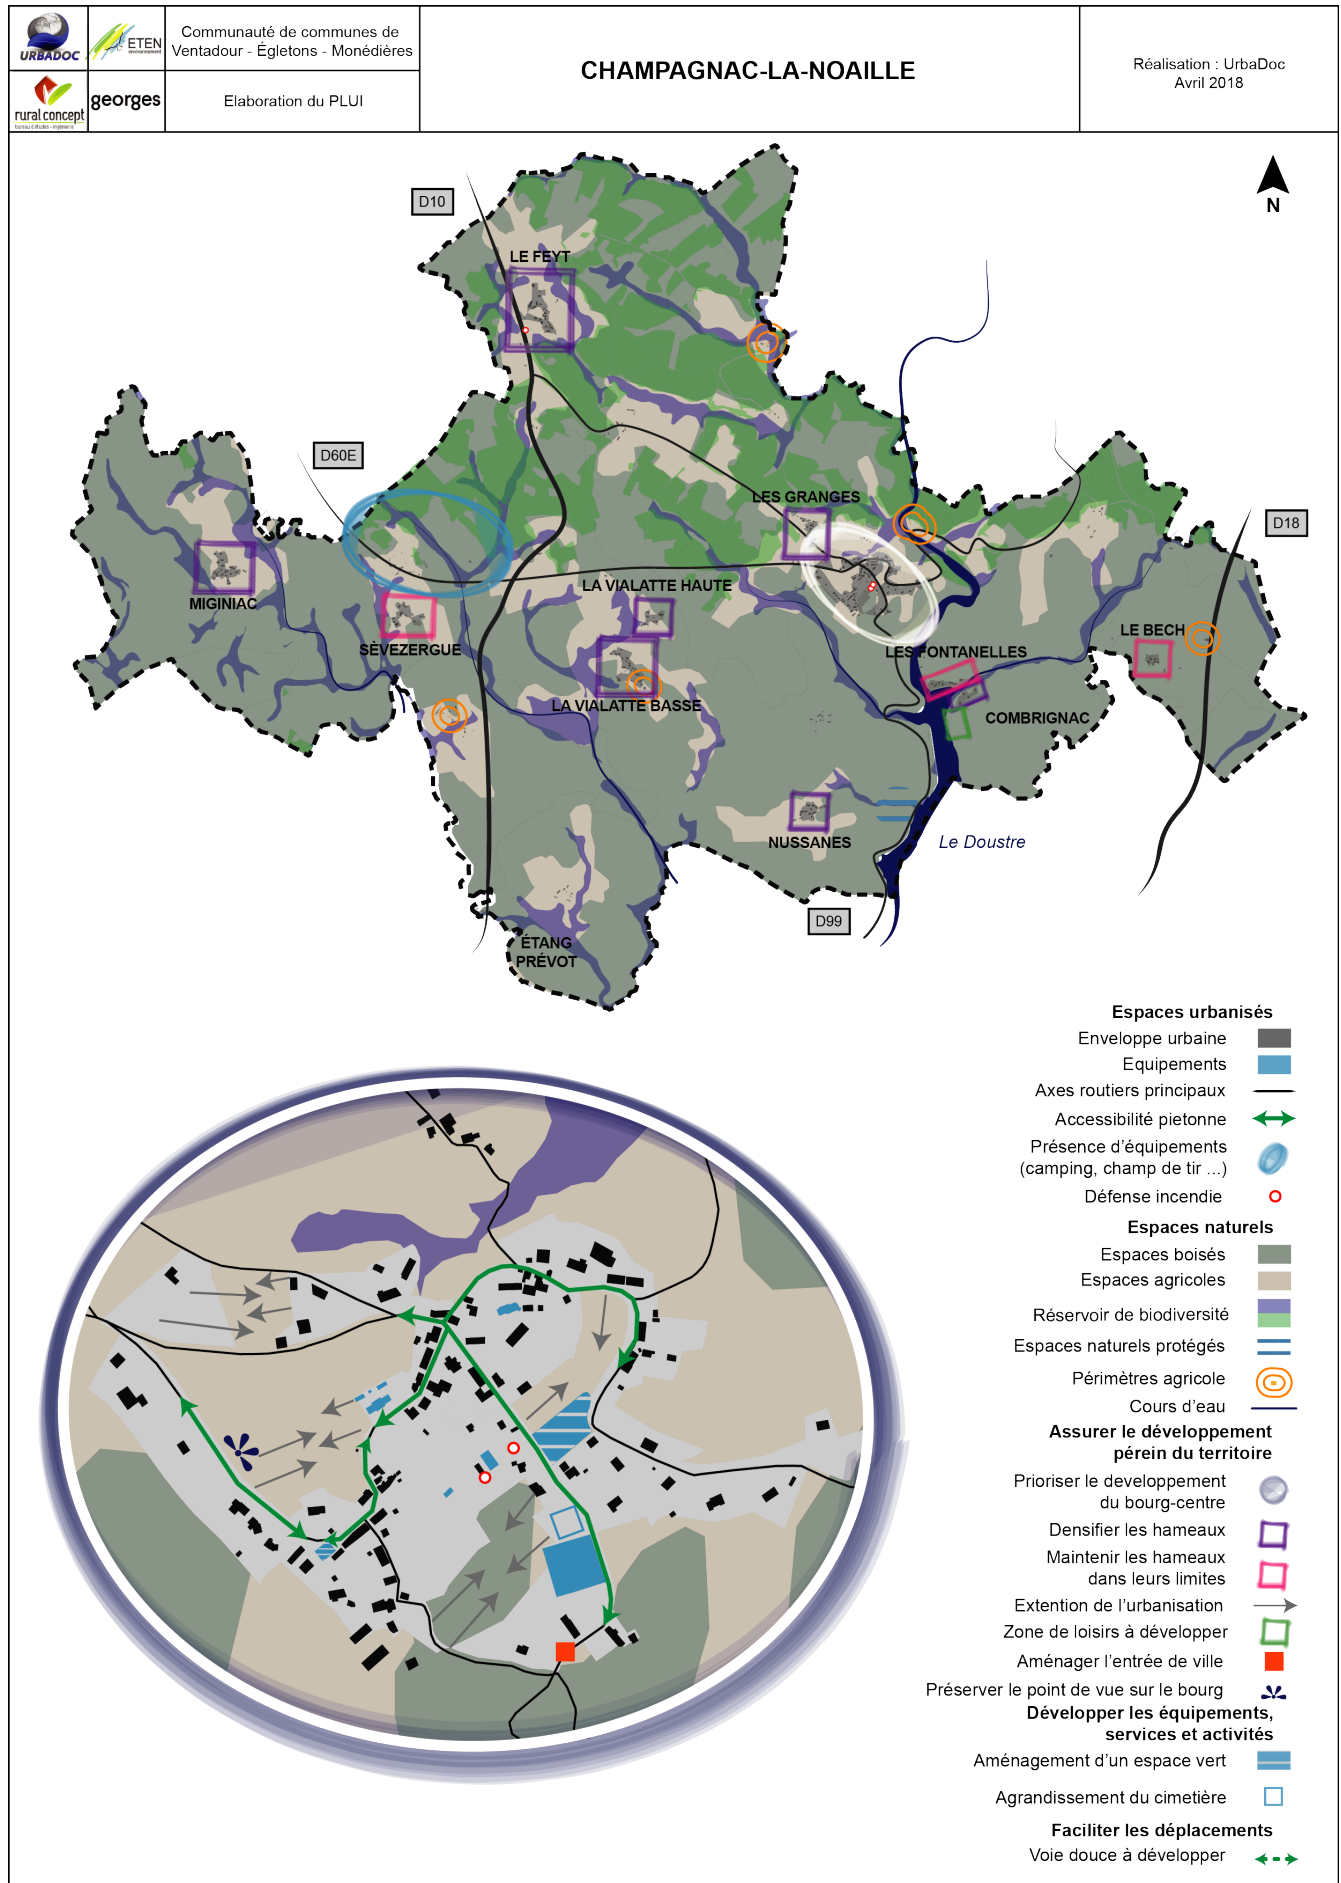 URBADOC
ETEN
environnement
Communauté de communes de
Ventadour - Égletons - Monédières
rural concept
bureau d'études - ingénierie
georges
Elaboration du PLUI
CHAMPAGNAC-LA-NOAILLE
Réalisation : UrbaDoc
Avril 2018
N
D10
LE FEYT
D60E
LES GRANGES
D18
LA VIALATTE HAUTE
MIGINIAC
SÈVEZERGUE
LE BECH
LES FONTANELLES
LA VIALATTE BASSE
COMBRIGNAC
NUSSANES
Le Doustre
D99
ÉTANG
PRÉVOT
Espaces urbanisés
Enveloppe urbaine
Equipements
Axes routiers principaux
Accessibilité pietonne
Présence d'équipements
(camping, champ de tir ...)
Défense incendie
Espaces naturels
Espaces boisés
Espaces agricoles
Réservoir de biodiversité
Espaces naturels protégés
Périmètres agricole
Cours d'eau
Assurer le développement
pérein du territoire
Prioriser le developpement
du bourg-centre
Densifier les hameaux
Maintenir les hameaux
dans leurs limites
Extention de l'urbanisation
Zone de loisirs à développer
Aménager l'entrée de ville
Préserver le point de vue sur le bourg
Développer les équipements,
services et activités
Aménagement d'un espace vert
Agrandissement du cimetière
Faciliter les déplacements
Voie douce à développer